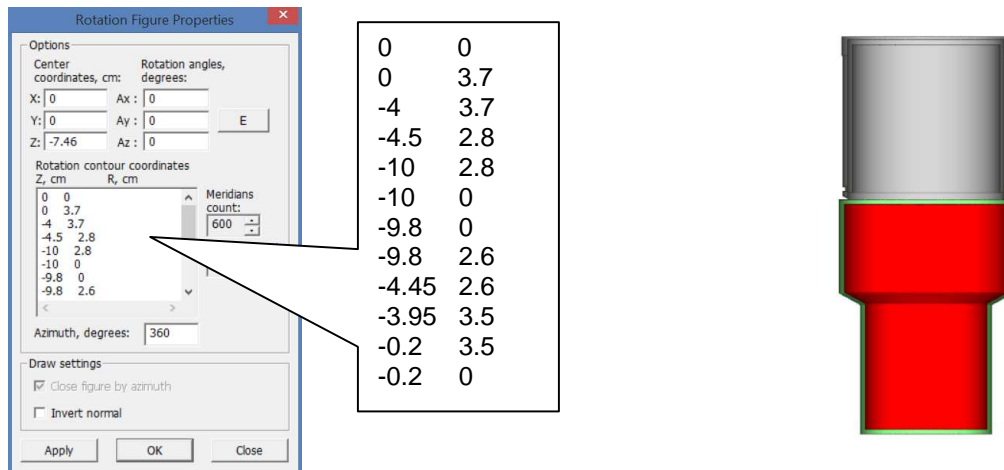 Rotation Figure Properties
Options
Center coordinates, cm:
Rotation angles, degrees:
X: 0 Ax : 0
Y: 0 Ay : 0 E
Z: -7.46 Az : 0
Rotation contour coordinates
Z, cm R, cm
0 0
0 3.7
-4 3.7
-4.5 2.8
-10 2.8
-10 0
-9.8 0
-9.8 2.6
Meridians count:
600
Azimuth, degrees: 360
Draw settings
Close figure by azimuth
Invert normal
Apply OK Close
0 0
0 3.7
-4 3.7
-4.5 2.8
-10 2.8
-10 0
-9.8 0
-9.8 2.6
-4.45 2.6
-3.95 3.5
-0.2 3.5
-0.2 0